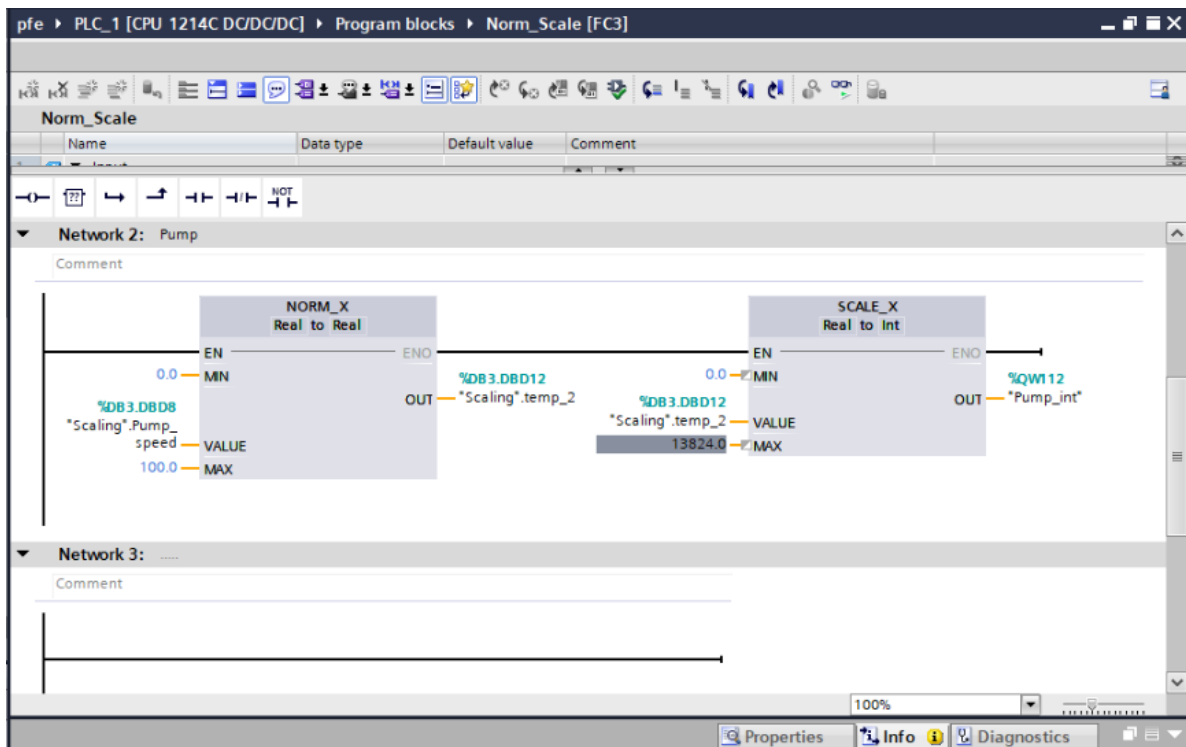 pfe ▸ PLC_1 [CPU 1214C DC/DC/DC] ▸ Program blocks ▸ Norm_Scale [FC3]
Norm_Scale
Name Data type Default value Comment
NOT
Network 2: Pump
Comment
NORM_X
Real to Real
EN ENO
0.0 MIN
%DB3.DBD8
"Scaling".Pump_
speed VALUE
100.0 MAX
%DB3.DBD12
OUT "Scaling".temp_2
SCALE_X
Real to Int
EN ENO
0.0 MIN
%DB3.DBD12
"Scaling".temp_2 VALUE
13824.0 MAX
%QW112
OUT "Pump_int"
Network 3: .....
Comment
100%
Properties Info Diagnostics